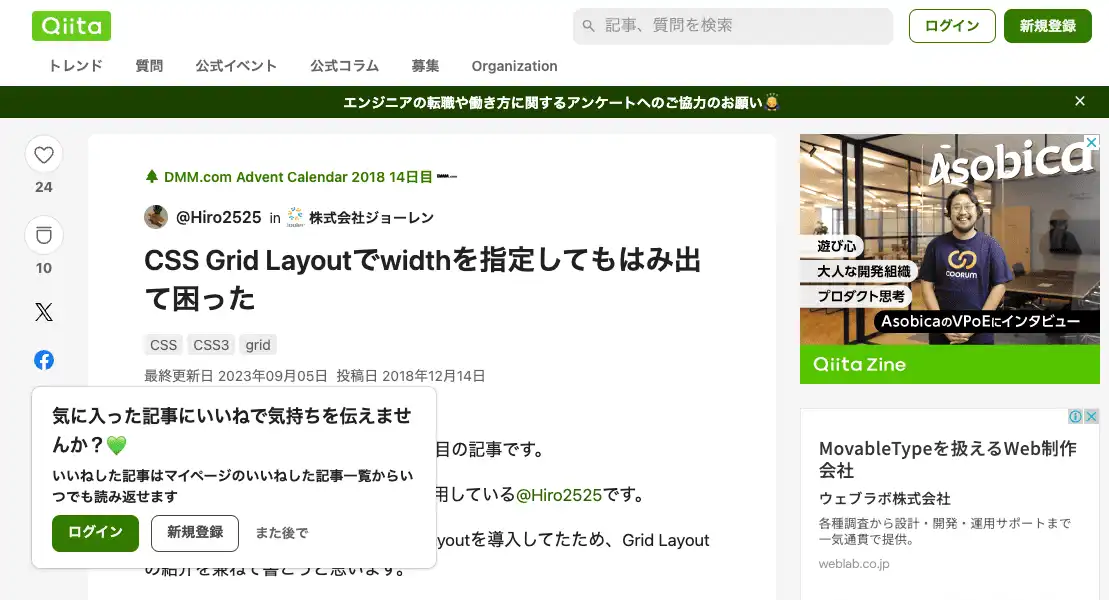 Qiita
記事、質問を検索
ログイン
新規登録
トレンド
質問
公式イベント
公式コラム
募集
Organization
エンジニアの転職や働き方に関するアンケートへのご協力のお願い
24
10
DMM.com Advent Calendar 2018 14日目
@Hiro2525 in 株式会社ジョーレン
CSS Grid Layoutでwidthを指定してもはみ出
て困った
CSS
CSS3
grid
最終更新日 2023年09月05日 投稿日 2018年12月14日
目の記事です。
用している@Hiro2525です。
youtを導入してたため、Grid Layout
の紹介を兼ねて書こうと思います。
気に入った記事にいいねで気持ちを伝えませ
んか？💚
いいねした記事はマイページのいいねした記事一覧からい
つでも読み返せます
ログイン
新規登録
また後で
Asobica
遊び心
大人な開発組織
プロダクト思考
COORUM
AsobicaのVPoEにインタビュー
Qiita Zine
MovableTypeを扱えるWeb制作
会社
ウェブラボ株式会社
各種調査から設計・開発・運用サポートまで
一気通貫で提供。
weblab.co.jp